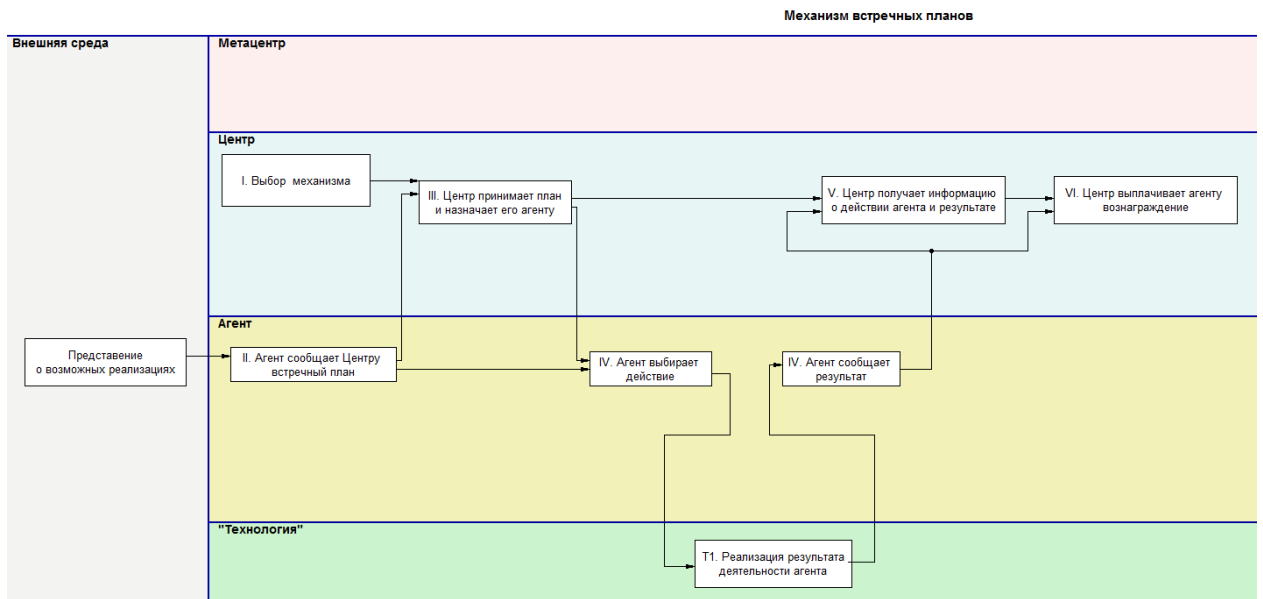 Механизм встречных планов
Внешняя среда
Метацентр
Центр
I. Выбор механизма
III. Центр принимает план
и назначает его агенту
V. Центр получает информацию
о действии агента и результате
VI. Центр выплачивает агенту
вознаграждение
Агент
Представение
о возможных реализациях
II. Агент сообщает Центру
встречный план
IV. Агент выбирает
действие
IV. Агент сообщает
результат
"Технология"
Т1. Реализация результата
деятельности агента